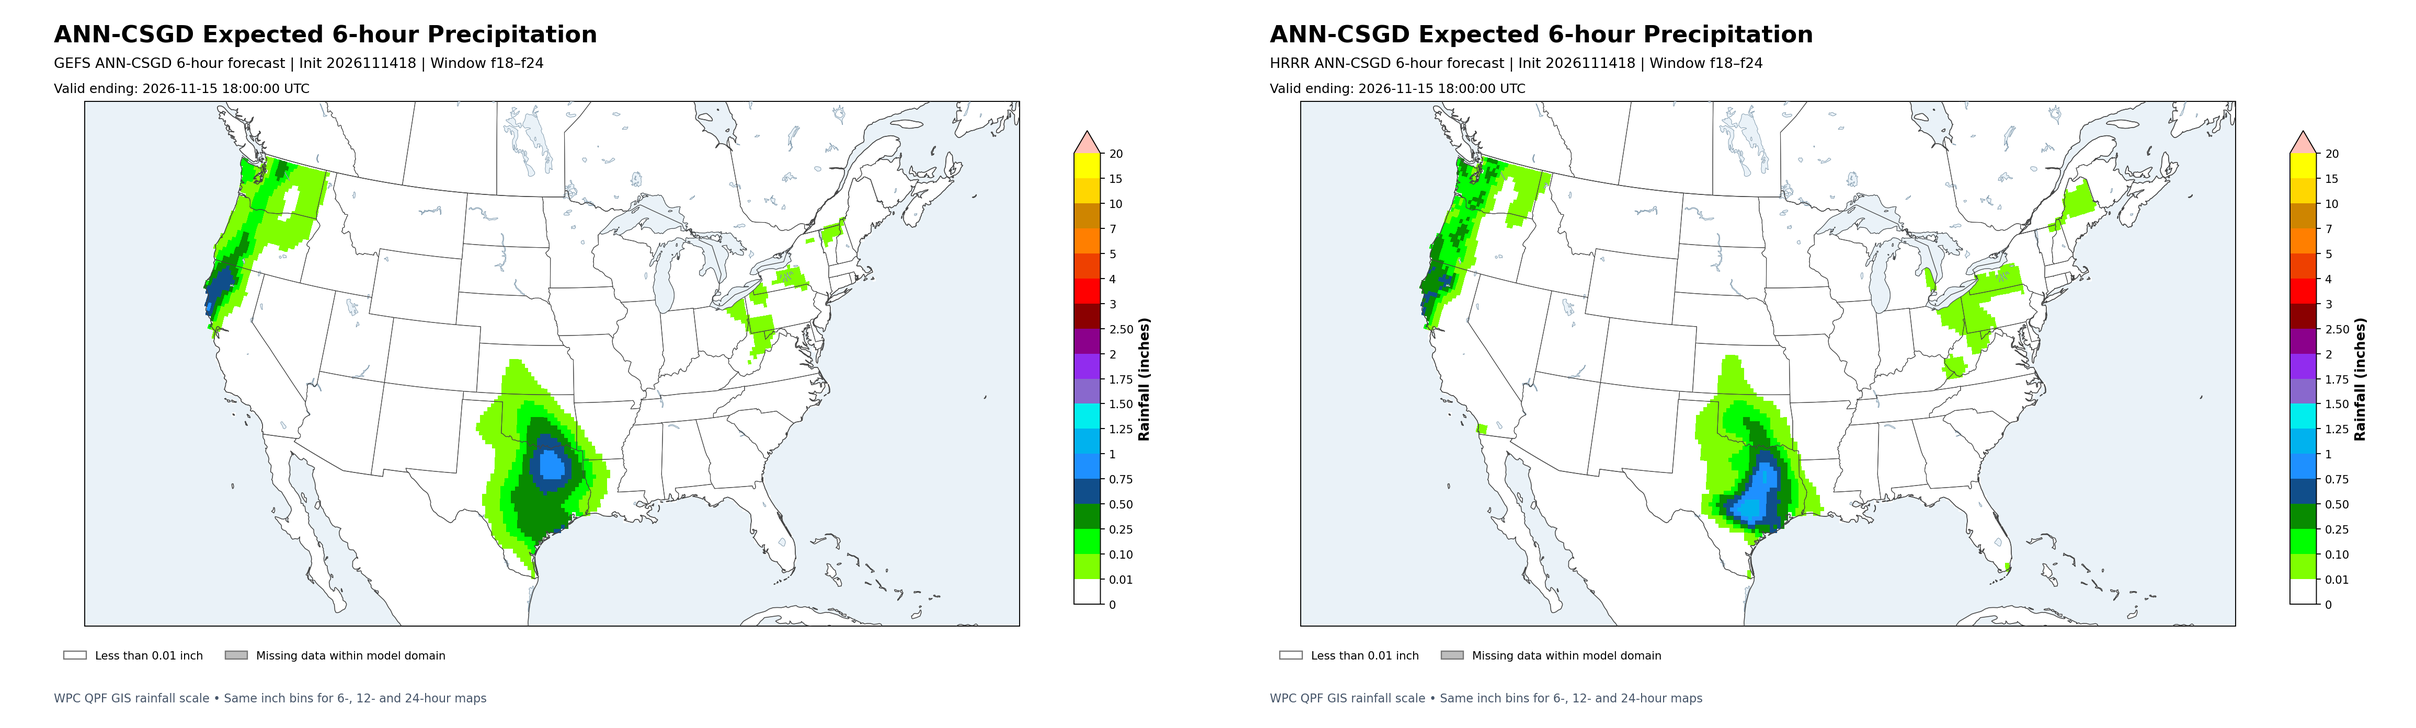 ANN-CSGD Expected 6-hour Precipitation
GEFS ANN-CSGD 6-hour forecast | Init 2026111418 | Window f18–f24
Valid ending: 2026-11-15 18:00:00 UTC
20
15
10
7
5
4
3
2.50
2
1.75
1.50
1.25
1
0.75
0.50
0.25
0.10
0.01
0
Rainfall (inches)
Less than 0.01 inch
Missing data within model domain
WPC QPF GIS rainfall scale • Same inch bins for 6-, 12- and 24-hour maps
ANN-CSGD Expected 6-hour Precipitation
HRRR ANN-CSGD 6-hour forecast | Init 2026111418 | Window f18–f24
Valid ending: 2026-11-15 18:00:00 UTC
20
15
10
7
5
4
3
2.50
2
1.75
1.50
1.25
1
0.75
0.50
0.25
0.10
0.01
0
Rainfall (inches)
Less than 0.01 inch
Missing data within model domain
WPC QPF GIS rainfall scale • Same inch bins for 6-, 12- and 24-hour maps